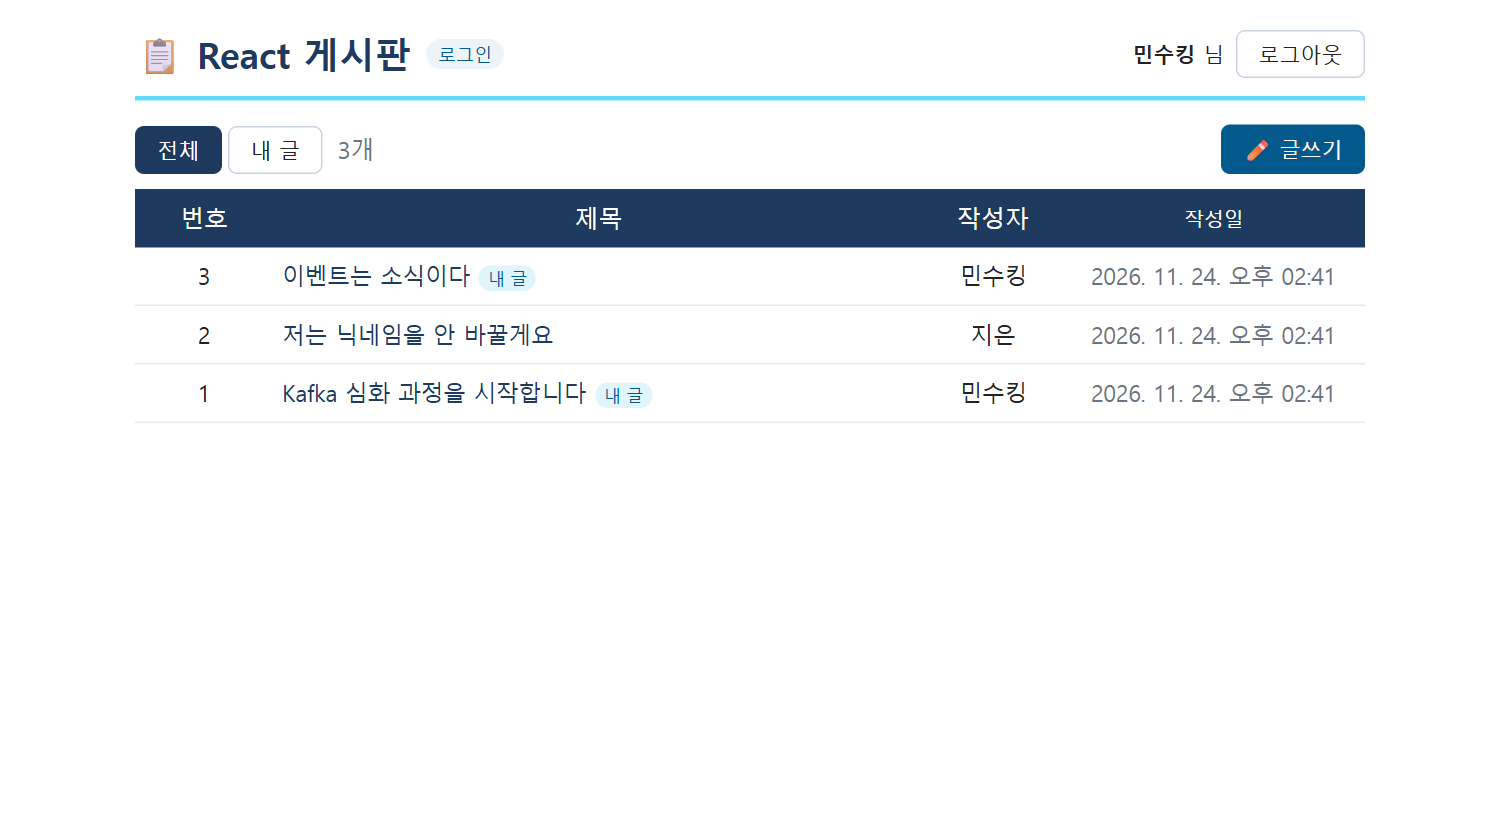 React 게시판 로그인 민수킹 님 로그아웃
전체 내 글 3개 글쓰기
번호 제목 작성자 작성일
3 이벤트는 소식이다 내 글 민수킹 2026. 11. 24. 오후 02:41
2 저는 닉네임을 안 바꿀게요 지은 2026. 11. 24. 오후 02:41
1 Kafka 심화 과정을 시작합니다 내 글 민수킹 2026. 11. 24. 오후 02:41